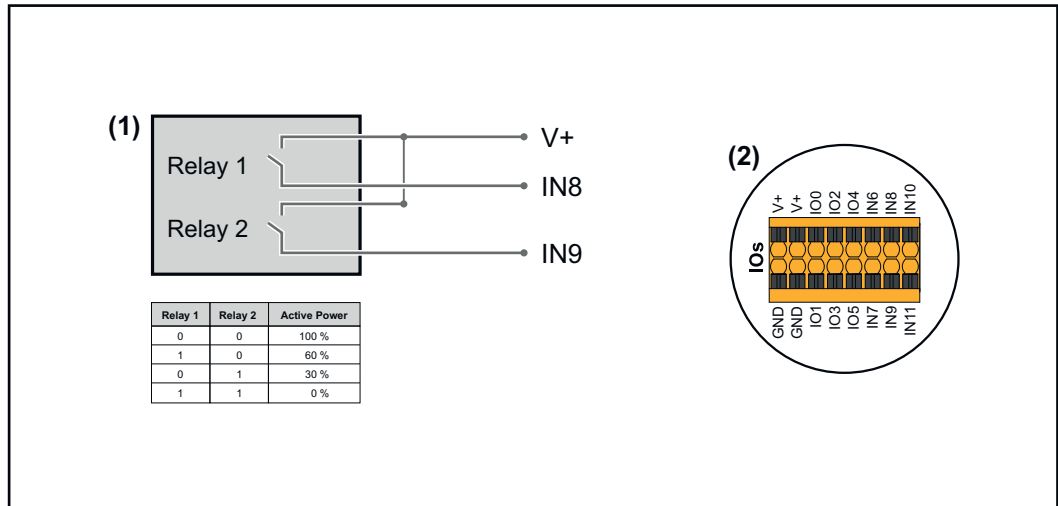 (1)
Relay 1
Relay 2
V+
IN8
IN9
Relay 1 Relay 2 Active Power
0 0 100 %
1 0 60 %
0 1 30 %
1 1 0 %
(2)
IOs
V+ V+ IO0 IO2 IO4 IN6 IN8 IN10
GND GND IO1 IO3 IO5 IN7 IN9 IN11